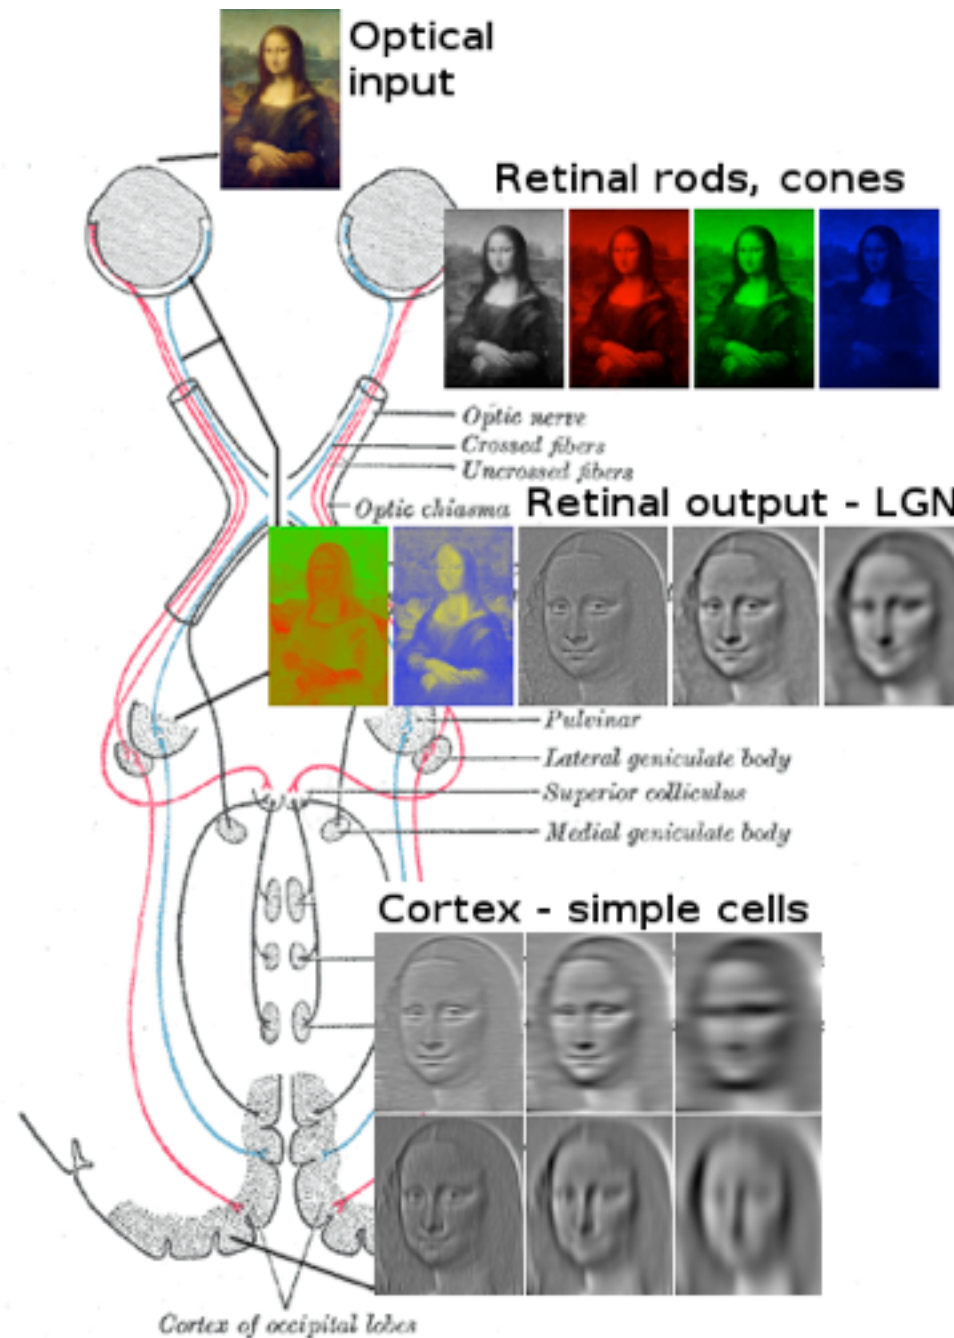 Optical
input
Retinal rods, cones
Optic nerve
Crossed fibers
Uncrossed fibers
Optic chiasma
Retinal output - LGN
Pulvinar
Lateral geniculate body
Superior colliculus
Medial geniculate body
Cortex - simple cells
Cortex of occipital lobes